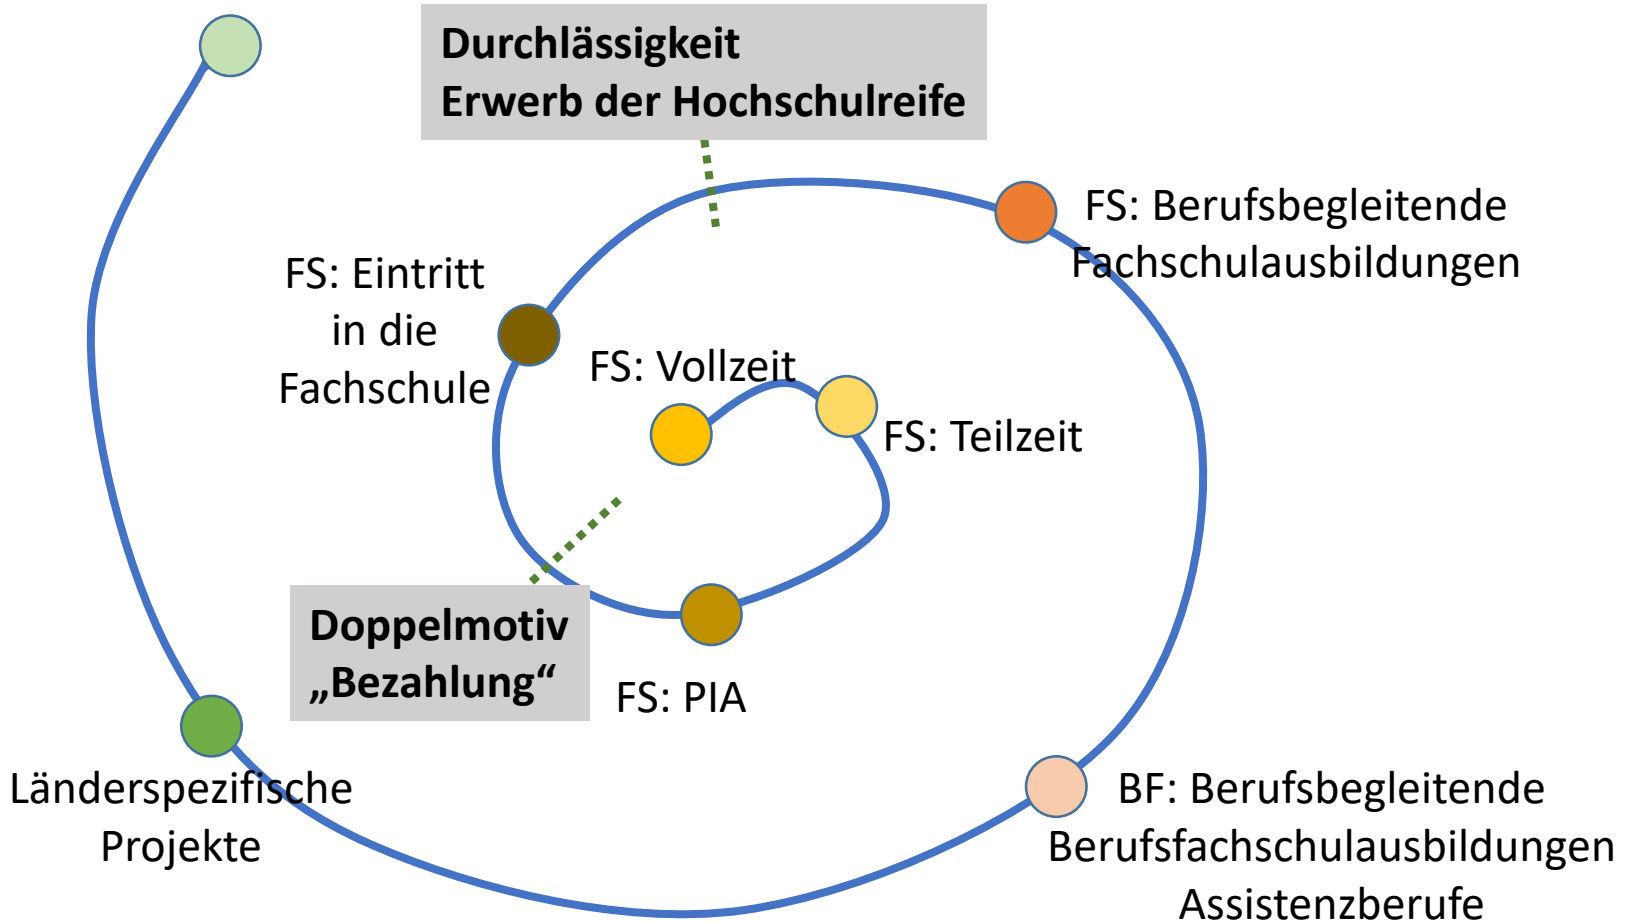 Durchlässigkeit
Erwerb der Hochschulreife
FS: Berufsbegleitende
Fachschulausbildungen
FS: Eintritt
in die
Fachschule
FS: Vollzeit
FS: Teilzeit
Doppelmotiv
„Bezahlung“
FS: PIA
Länderspezifische
Projekte
BF: Berufsbegleitende
Berufsfachschulausbildungen
Assistenzberufe